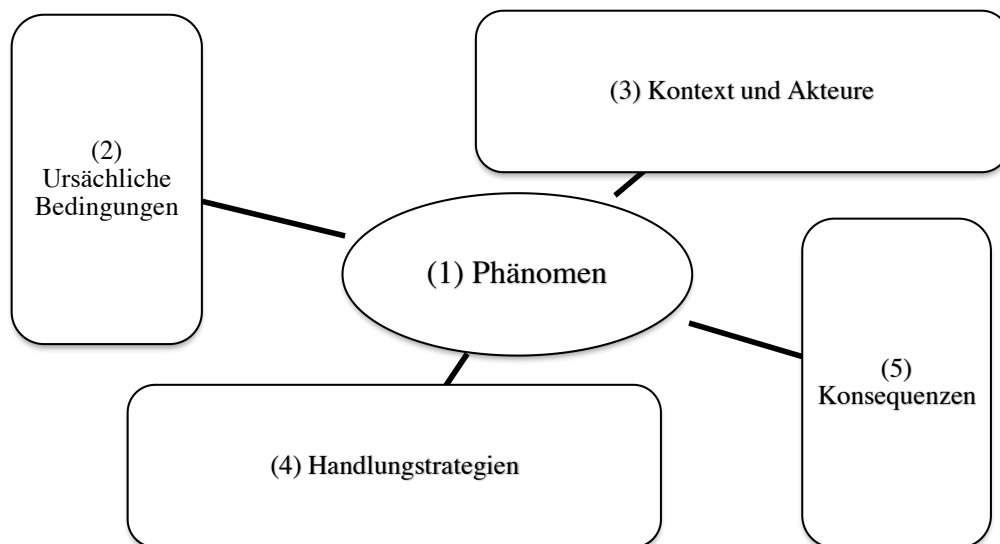 (3) Kontext und Akteure
(2)
Ursächliche
Bedingungen
(1) Phänomen
(5)
Konsequenzen
(4) Handlungstrategien